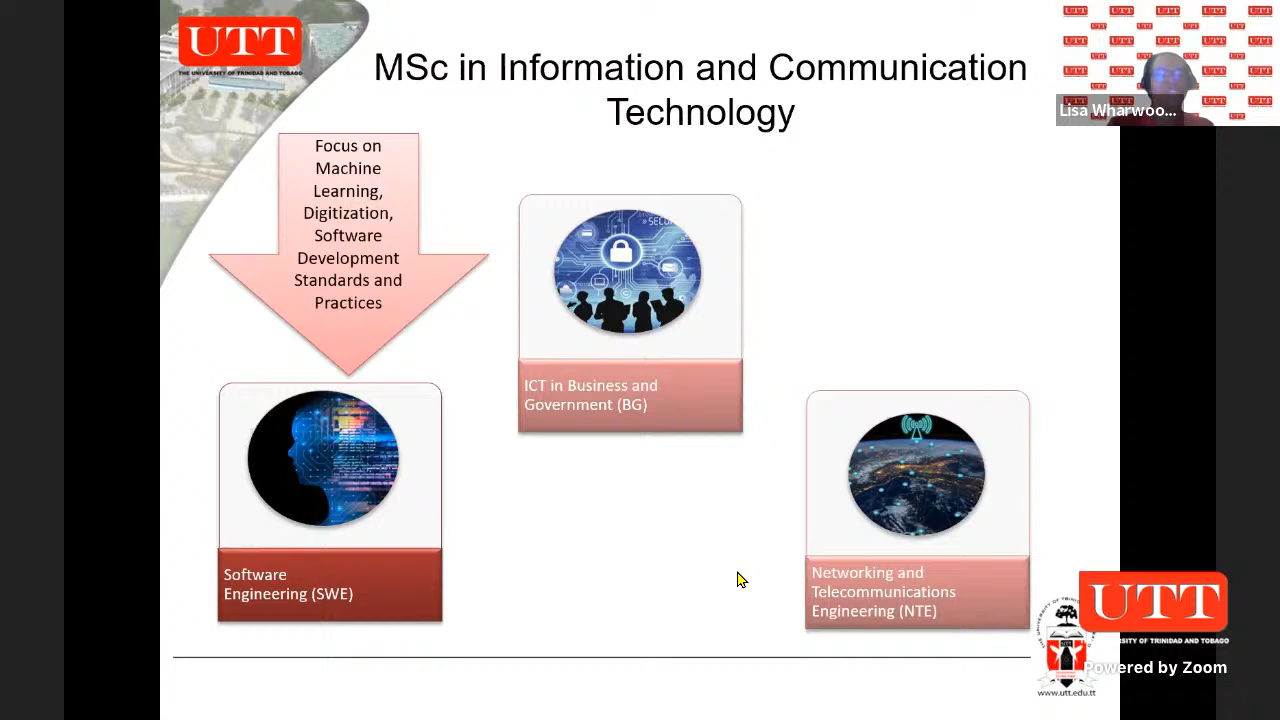 UTT
THE UNIVERSITY OF TRINIDAD AND TOBAGO
MSc in Information and Communication
Technology
Lisa Wharwoo...
Focus on
Machine
Learning,
Digitization,
Software
Development
Standards and
Practices
ICT in Business and
Government (BG)
Software
Engineering (SWE)
Networking and
Telecommunications
Engineering (NTE)
UTT
RSITY OF TRINIDAD AND TOBAGO
Powered by Zoom
www.utt.edu.tt